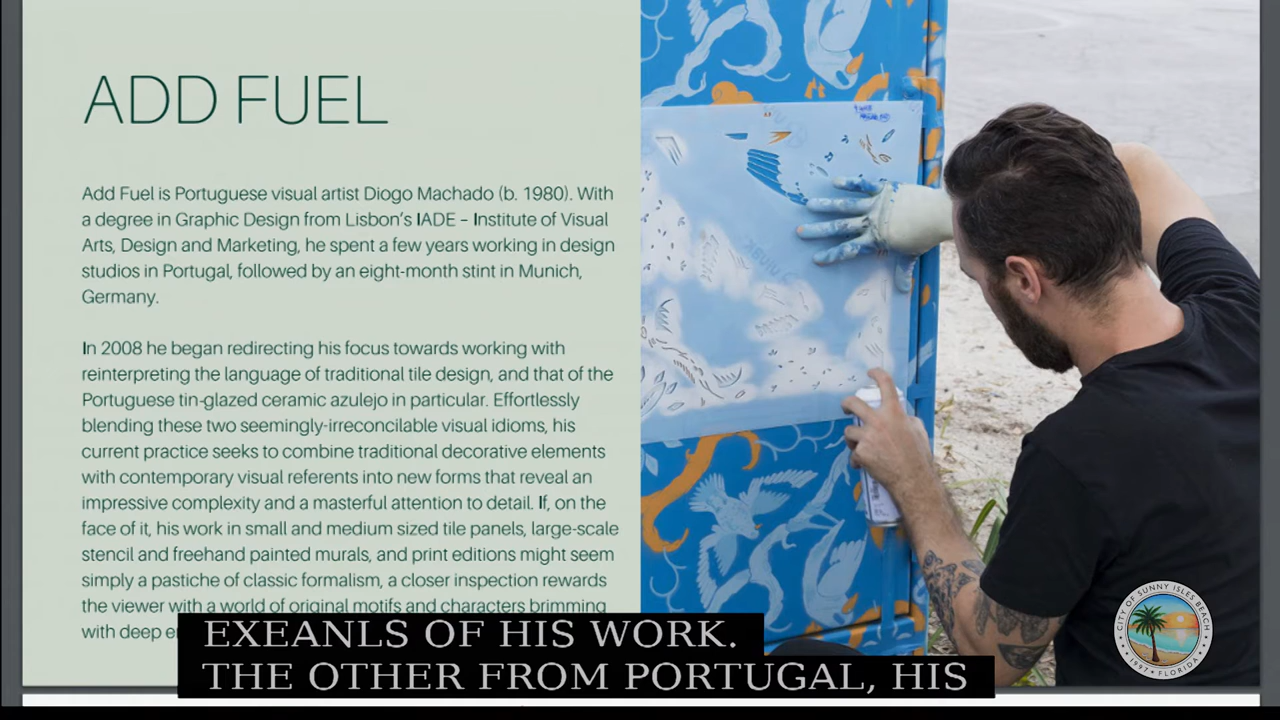 ADD FUEL
Add Fuel is Portuguese visual artist Diogo Machado (b. 1980). With
a degree in Graphic Design from Lisbon's IADE – Institute of Visual
Arts, Design and Marketing, he spent a few years working in design
studios in Portugal, followed by an eight-month stint in Munich,
Germany.
In 2008 he began redirecting his focus towards working with
reinterpreting the language of traditional tile design, and that of the
Portuguese tin-glazed ceramic azulejo in particular. Effortlessly
blending these two seemingly-irreconcilable visual idioms, his
current practice seeks to combine traditional decorative elements
with contemporary visual referents into new forms that reveal an
impressive complexity and a masterful attention to detail. If, on the
face of it, his work in small and medium sized tile panels, large-scale
stencil and freehand painted murals, and print editions might seem
simply a pastiche of classic formalism, a closer inspection rewards
the viewer with a world of original motifs and characters brimming
with deep
EXEANLS OF HIS WORK.
THE OTHER FROM PORTUGAL, HIS
CITY OF SUNNY ISLES BEACH
• 1997 • FLORIDA